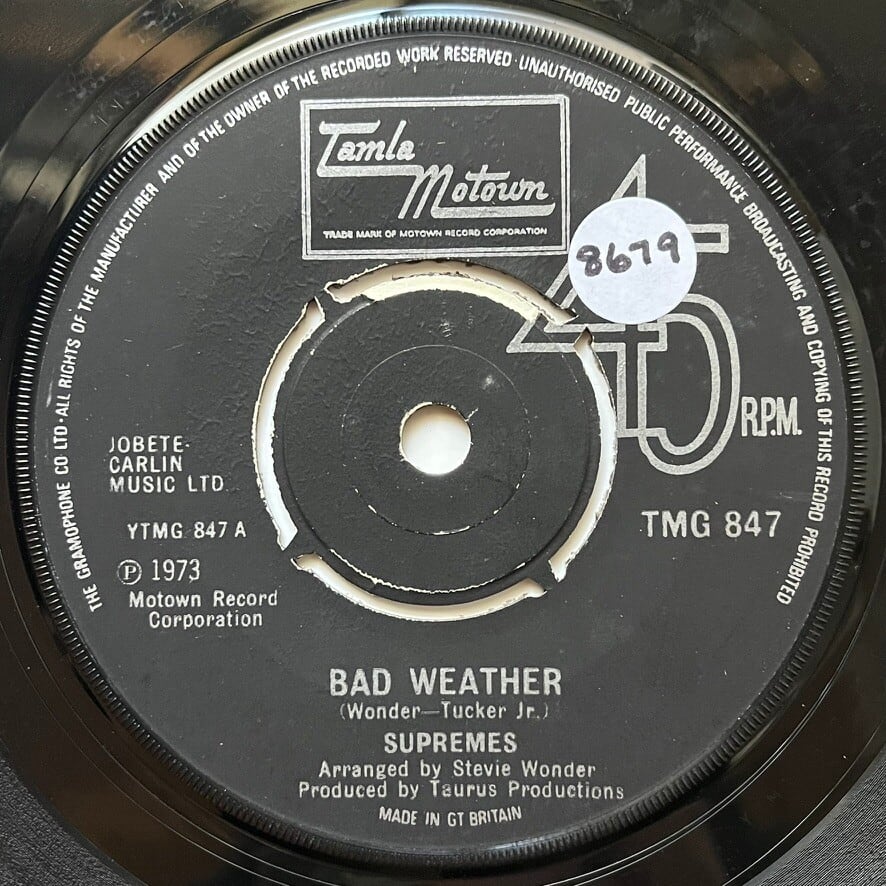 THE GRAMOPHONE CO LTD · ALL RIGHTS OF THE MANUFACTURER AND OF THE OWNER OF THE RECORDED WORK RESERVED · UNAUTHORISED PUBLIC PERFORMANCE BROADCASTING AND COPYING OF THIS RECORD PROHIBITED
Tamla
Motown
TRADE MARK OF MOTOWN RECORD CORPORATION
8679
45
R.P.M.
JOBETE-
CARLIN
MUSIC LTD.
YTMG 847 A
TMG 847
Ⓟ 1973
Motown Record
Corporation
BAD WEATHER
(Wonder—Tucker Jr.)
SUPREMES
Arranged by Stevie Wonder
Produced by Taurus Productions
MADE IN GT BRITAIN